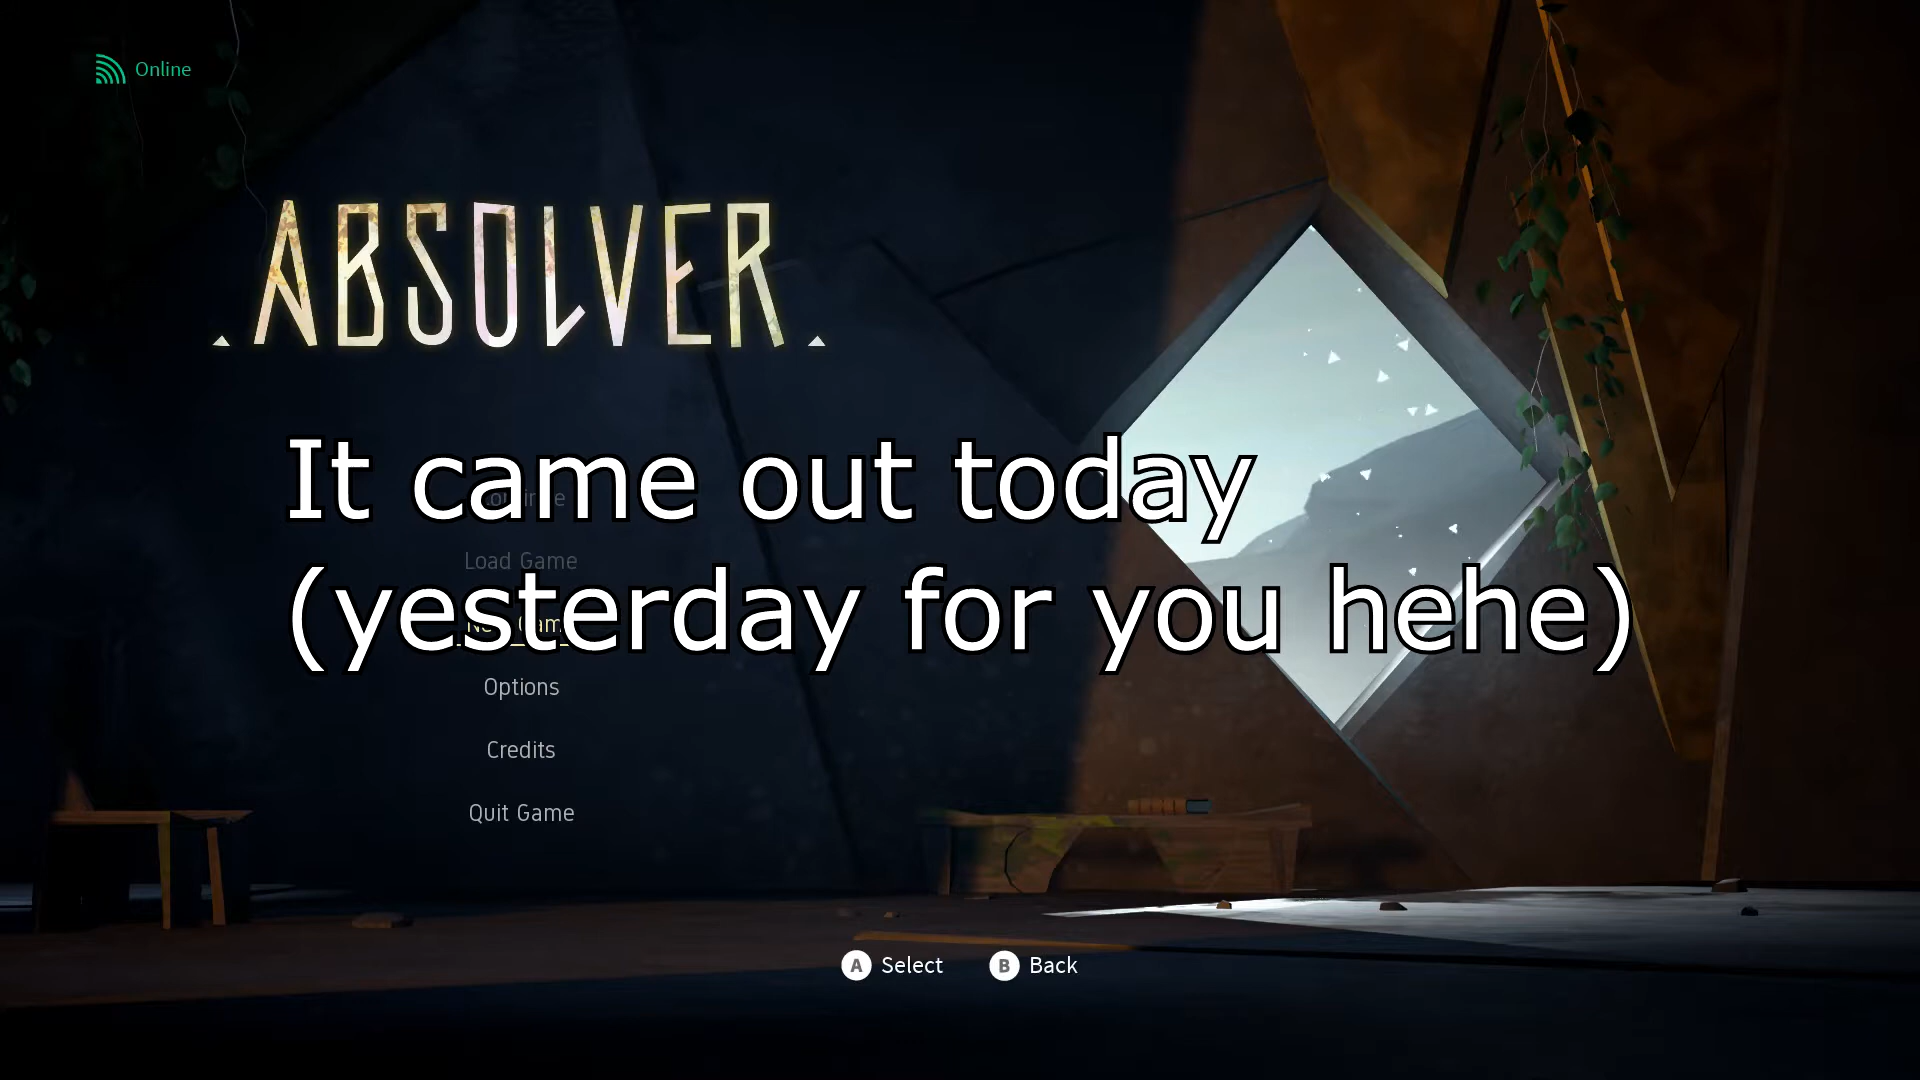 Online
ABSOLVER
It came out today
Load Game
(yesterday for you hehe)
Options
Credits
Quit Game
A Select B Back